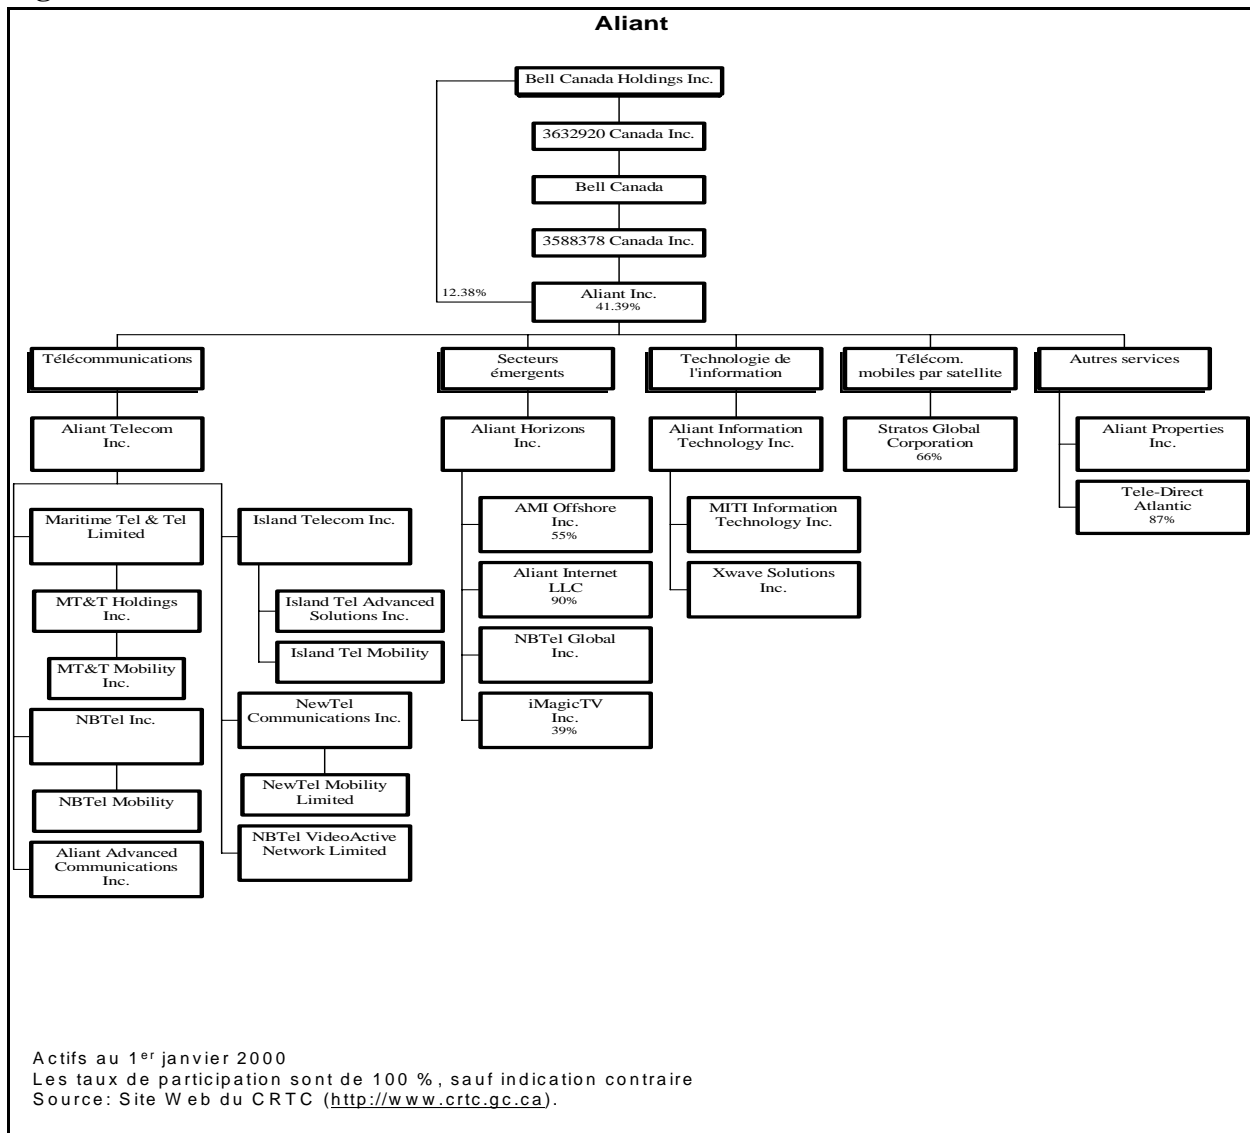 Aliant
Bell Canada Holdings Inc.
3632920 Canada Inc.
Bell Canada
3588378 Canada Inc.
12.38%
Aliant Inc.
41.39%
Télécommunications
Secteurs
émergents
Technologie de
l'information
Télécom.
mobiles par satellite
Autres services
Aliant Telecom
Inc.
Aliant Horizons
Inc.
Aliant Information
Technology Inc.
Stratos Global
Corporation
66%
Aliant Properties
Inc.
Tele-Direct
Atlantic
87%
Maritime Tel & Tel
Limited
MT&T Holdings
Inc.
MT&T Mobility
Inc.
NBTel Inc.
NBTel Mobility
Aliant Advanced
Communications
Inc.
Island Telecom Inc.
Island Tel Advanced
Solutions Inc.
Island Tel Mobility
NewTel
Communications Inc.
NewTel Mobility
Limited
NBTel VideoActive
Network Limited
AMI Offshore
Inc.
55%
Aliant Internet
LLC
90%
NBTel Global
Inc.
iMagicTV
Inc.
39%
MITI Information
Technology Inc.
Xwave Solutions
Inc.
Actifs au 1er janvier 2000
Les taux de participation sont de 100 %, sauf indication contraire
Source: Site Web du CRTC (http://www.crtc.gc.ca).